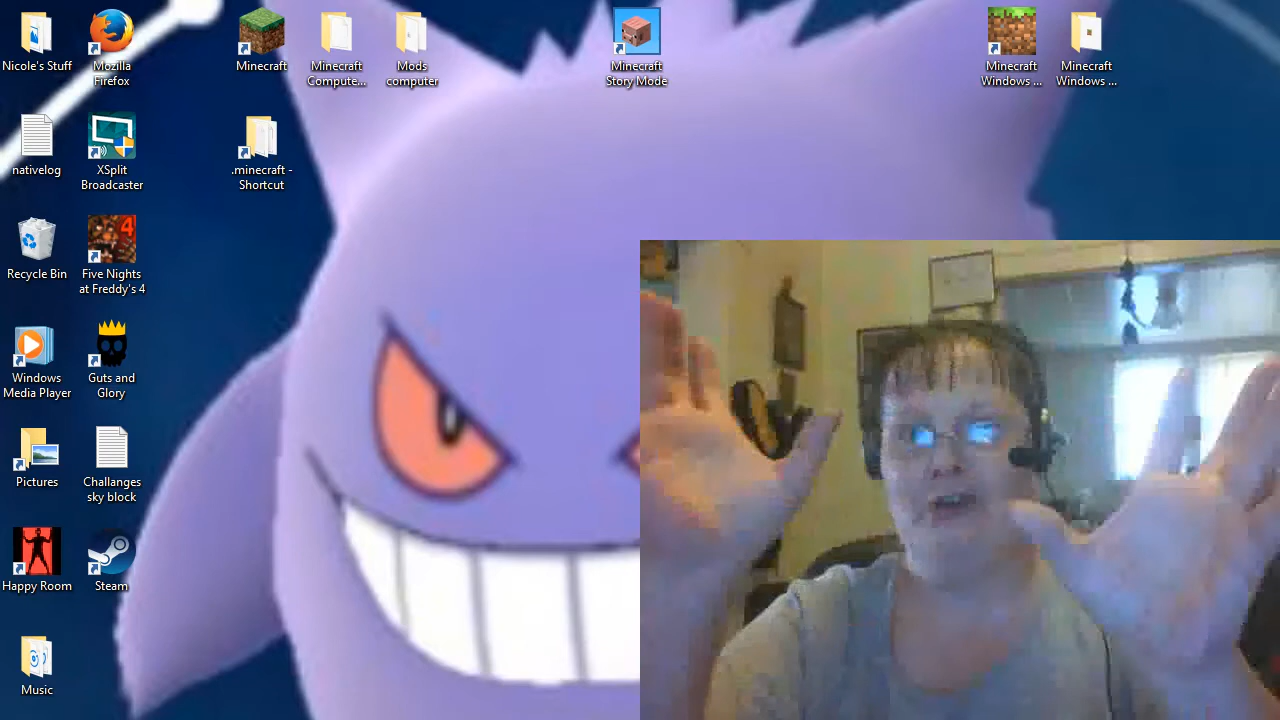 Nicole's Stuff
Mozilla
Firefox
Minecraft
Minecraft
Compute...
Mods
computer
Minecraft
Story Mode
Minecraft
Windows ...
Minecraft
Windows ...
nativelog
XSplit
Broadcaster
.minecraft -
Shortcut
Recycle Bin
4
Five Nights
at Freddy's 4
Windows
Media Player
Guts and
Glory
Pictures
Challanges
sky block
Happy Room
Steam
Music